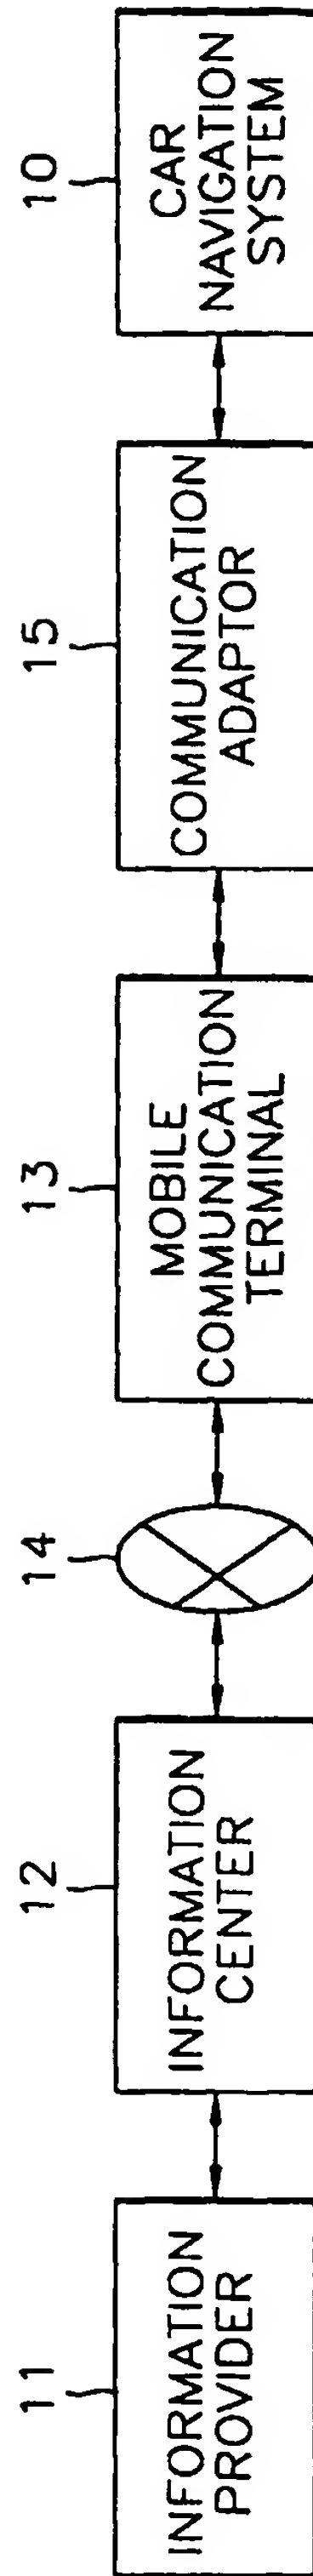 11
INFORMATION
PROVIDER
12
INFORMATION
CENTER
14
13
MOBILE
COMMUNICATION
TERMINAL
15
COMMUNICATION
ADAPTOR
10
CAR
NAVIGATION
SYSTEM